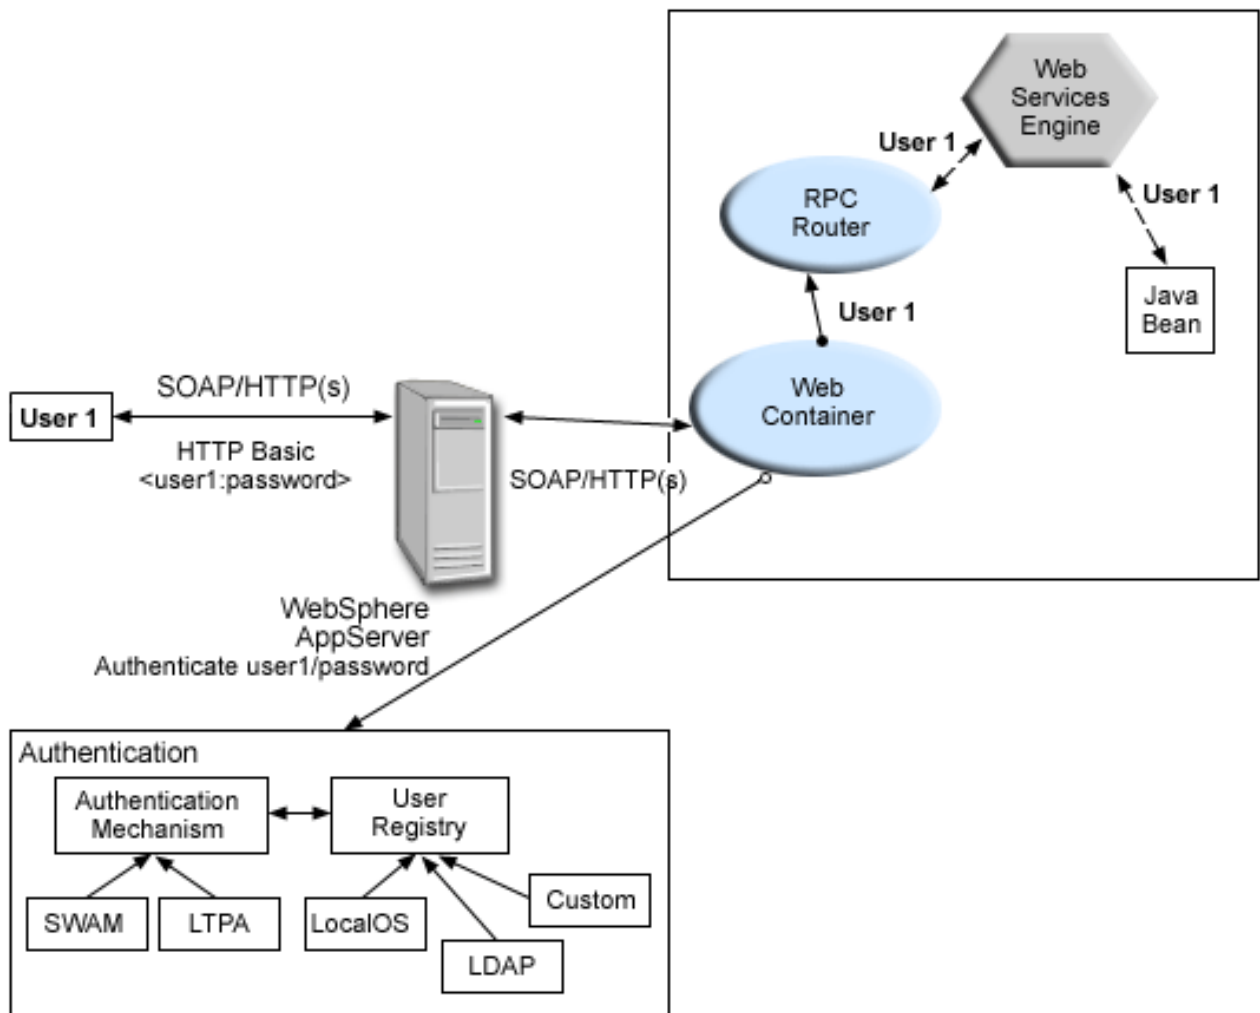 Web
Services
Engine
User 1
User 1
RPC
Router
Java
Bean
User 1
SOAP/HTTP(s)
Web
Container
User 1
HTTP Basic
<user1:password>
SOAP/HTTP(s)
WebSphere
AppServer
Authenticate user1/password
Authentication
Authentication
Mechanism
User
Registry
SWAM
LTPA
LocalOS
Custom
LDAP